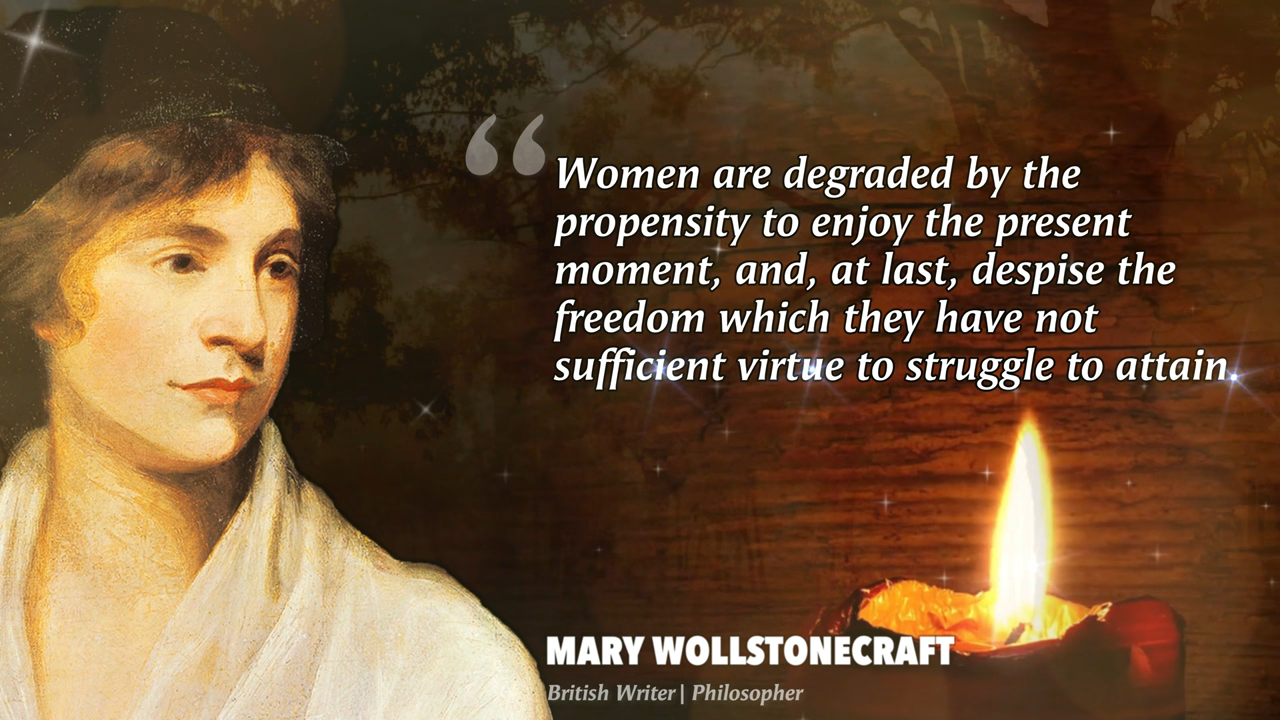 “
Women are degraded by the
propensity to enjoy the present
moment, and, at last, despise the
freedom which they have not
sufficient virtue to struggle to attain.
MARY WOLLSTONECRAFT
British Writer | Philosopher